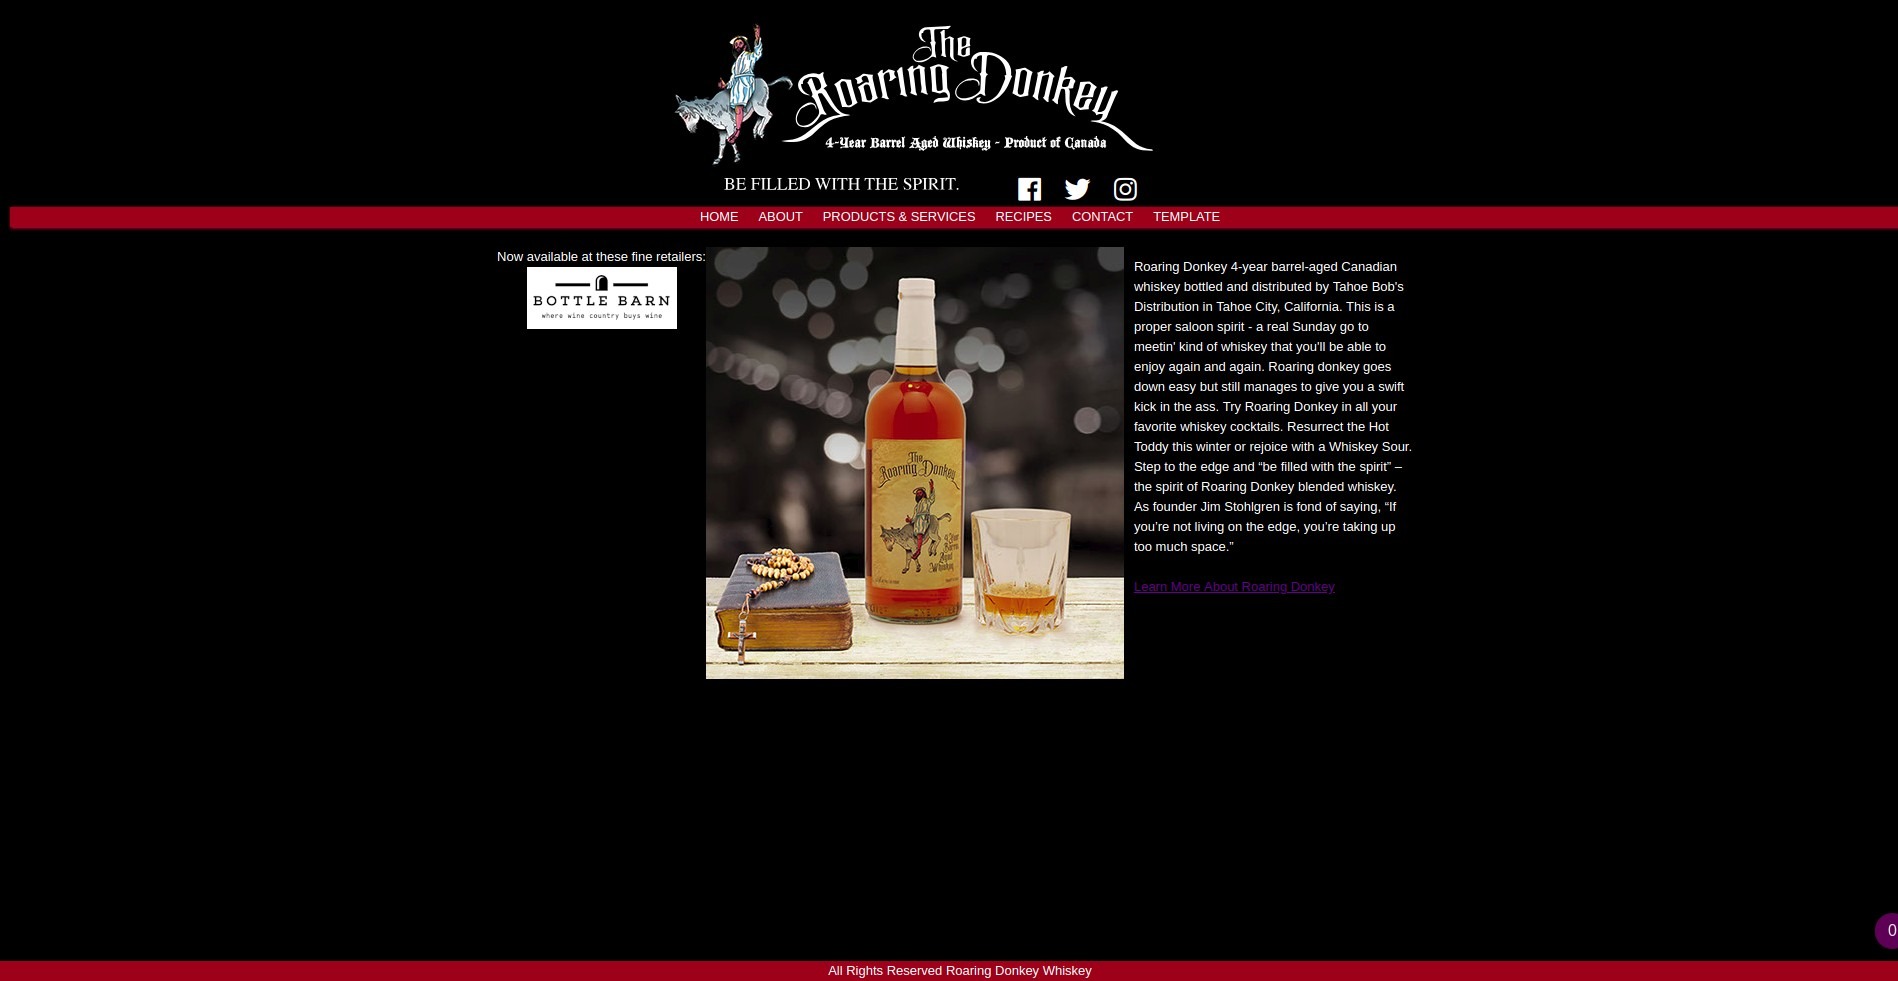 The
Roaring Donkey
4-Year Barrel Aged Whiskey - Product of Canada
BE FILLED WITH THE SPIRIT.
HOME ABOUT PRODUCTS & SERVICES RECIPES CONTACT TEMPLATE
Now available at these fine retailers:
BOTTLE BARN
where wine country buys wine
The
Roaring Donkey
4 Year
Barrel
Aged
Whiskey
Roaring Donkey 4-year barrel-aged Canadian
whiskey bottled and distributed by Tahoe Bob's
Distribution in Tahoe City, California. This is a
proper saloon spirit - a real Sunday go to
meetin' kind of whiskey that you'll be able to
enjoy again and again. Roaring donkey goes
down easy but still manages to give you a swift
kick in the ass. Try Roaring Donkey in all your
favorite whiskey cocktails. Resurrect the Hot
Toddy this winter or rejoice with a Whiskey Sour.
Step to the edge and “be filled with the spirit” –
the spirit of Roaring Donkey blended whiskey.
As founder Jim Stohlgren is fond of saying, “If
you’re not living on the edge, you’re taking up
too much space.”
Learn More About Roaring Donkey
0
All Rights Reserved Roaring Donkey Whiskey